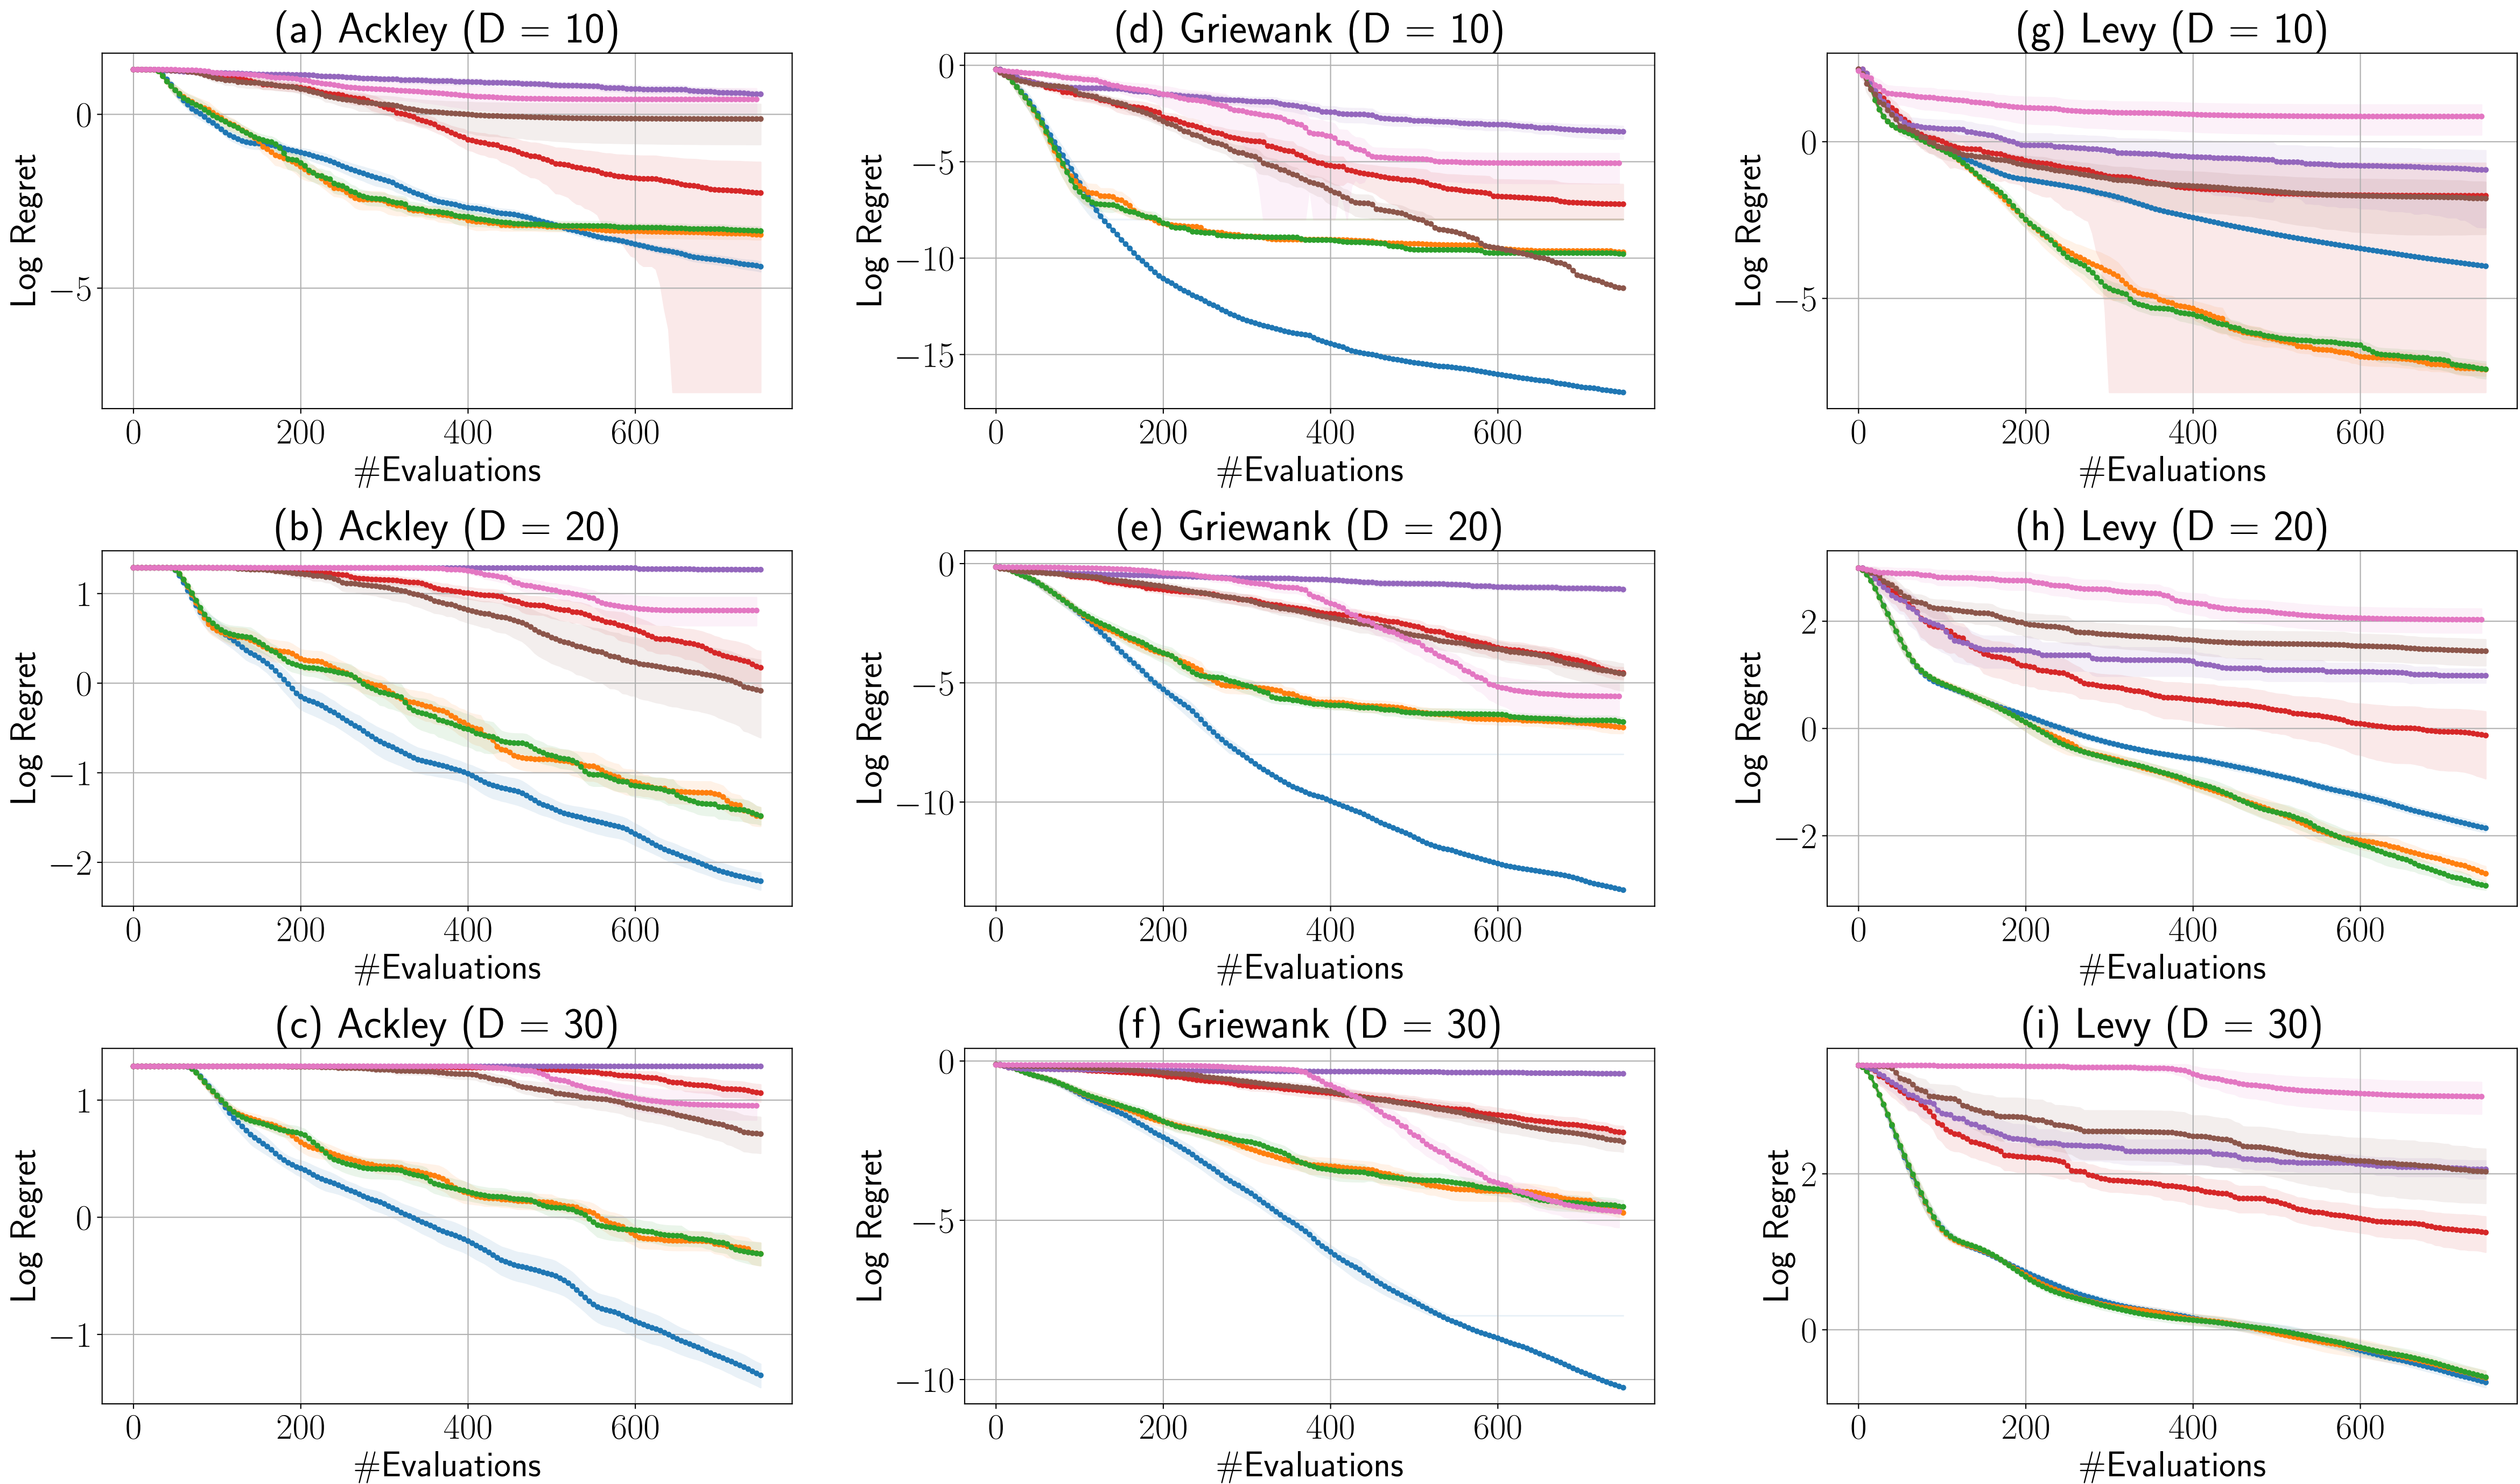 (a) Ackley (D = 10)
Log Regret
0
−5
0 200 400 600
#Evaluations
(d) Griewank (D = 10)
Log Regret
0
−5
−10
−15
0 200 400 600
#Evaluations
(g) Levy (D = 10)
Log Regret
0
−5
0 200 400 600
#Evaluations
(b) Ackley (D = 20)
Log Regret
1
0
−1
−2
0 200 400 600
#Evaluations
(e) Griewank (D = 20)
Log Regret
0
−5
−10
0 200 400 600
#Evaluations
(h) Levy (D = 20)
Log Regret
2
0
−2
0 200 400 600
#Evaluations
(c) Ackley (D = 30)
Log Regret
1
0
−1
0 200 400 600
#Evaluations
(f) Griewank (D = 30)
Log Regret
0
−5
−10
0 200 400 600
#Evaluations
(i) Levy (D = 30)
Log Regret
2
0
0 200 400 600
#Evaluations